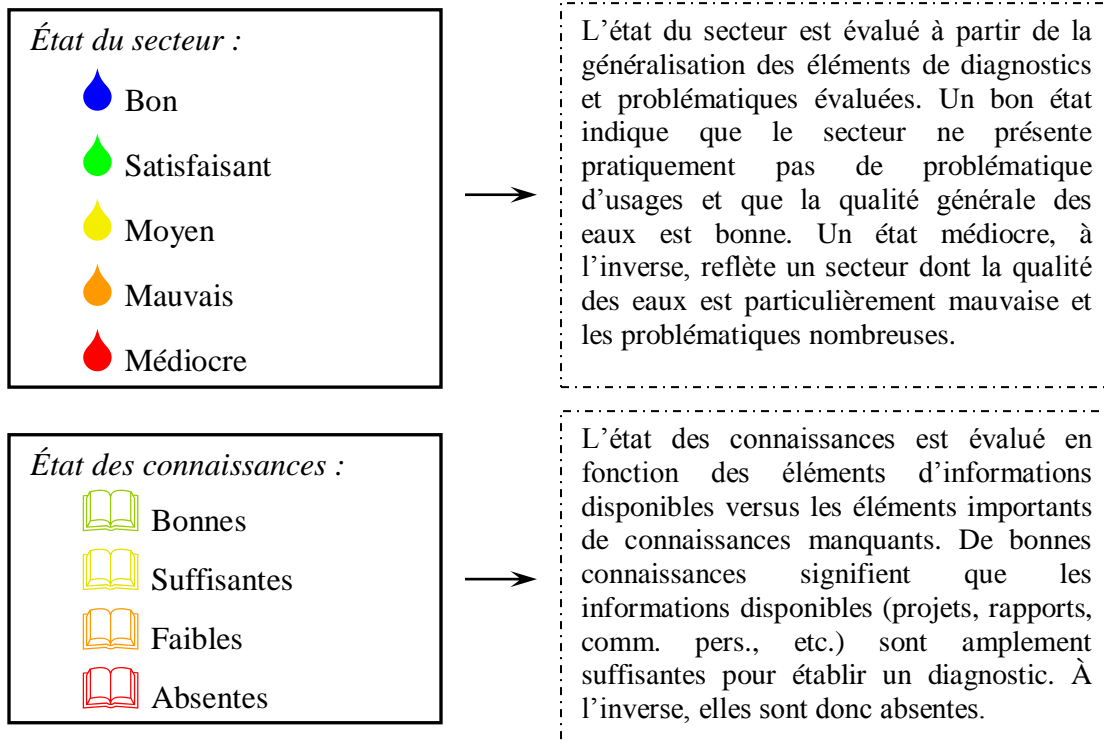 État du secteur :
Bon
Satisfaisant
Moyen
Mauvais
Médiocre
L’état du secteur est évalué à partir de la
généralisation des éléments de diagnostics
et problématiques évaluées. Un bon état
indique que le secteur ne présente
pratiquement pas de problématique
d’usages et que la qualité générale des
eaux est bonne. Un état médiocre, à
l’inverse, reflète un secteur dont la qualité
des eaux est particulièrement mauvaise et
les problématiques nombreuses.
État des connaissances :
Bonnes
Suffisantes
Faibles
Absentes
L’état des connaissances est évalué en
fonction des éléments d’informations
disponibles versus les éléments importants
de connaissances manquants. De bonnes
connaissances signifient que les
informations disponibles (projets, rapports,
comm. pers., etc.) sont amplement
suffisantes pour établir un diagnostic. À
l’inverse, elles sont donc absentes.